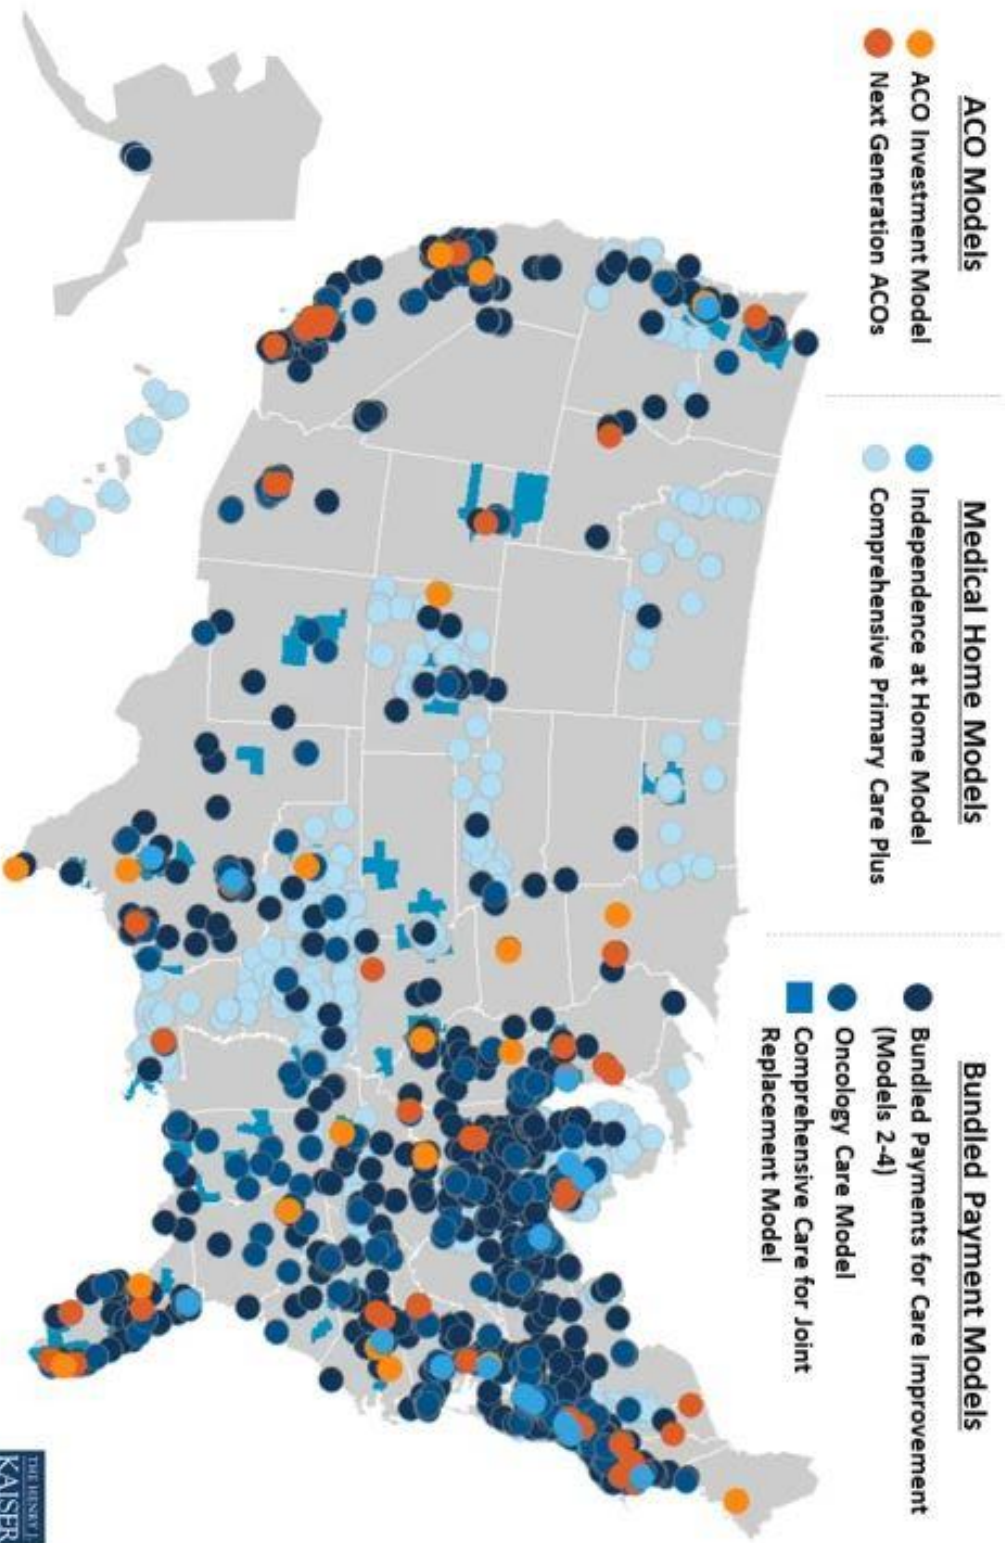 ACO Models
ACO Investment Model
Next Generation ACOs
Medical Home Models
Independence at Home Model
Comprehensive Primary Care Plus
Bundled Payment Models
Bundled Payments for Care Improvement
(Models 2-4)
Oncology Care Model
Comprehensive Care for Joint
Replacement Model
THE HENRY J.
KAISER